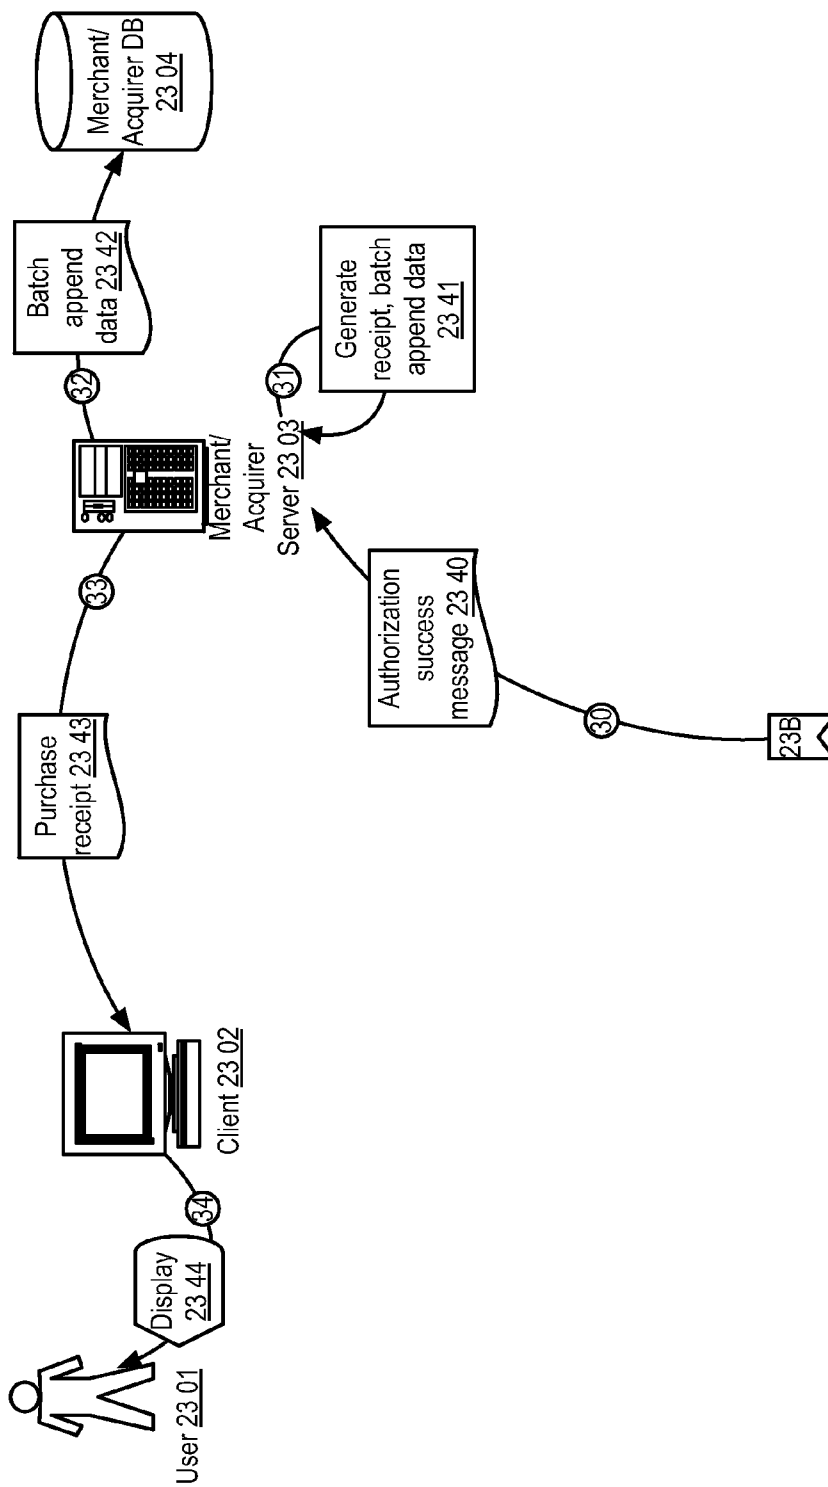 User 23 01
Display
23 44
34
Client 23 02
Purchase
receipt 23 43
33
Merchant/
Acquirer
Server 23 03
32
Batch
append
data 23 42
Merchant/
Acquirer DB
23 04
31
Generate
receipt, batch
append data
23 41
Authorization
success
message 23 40
30
23B